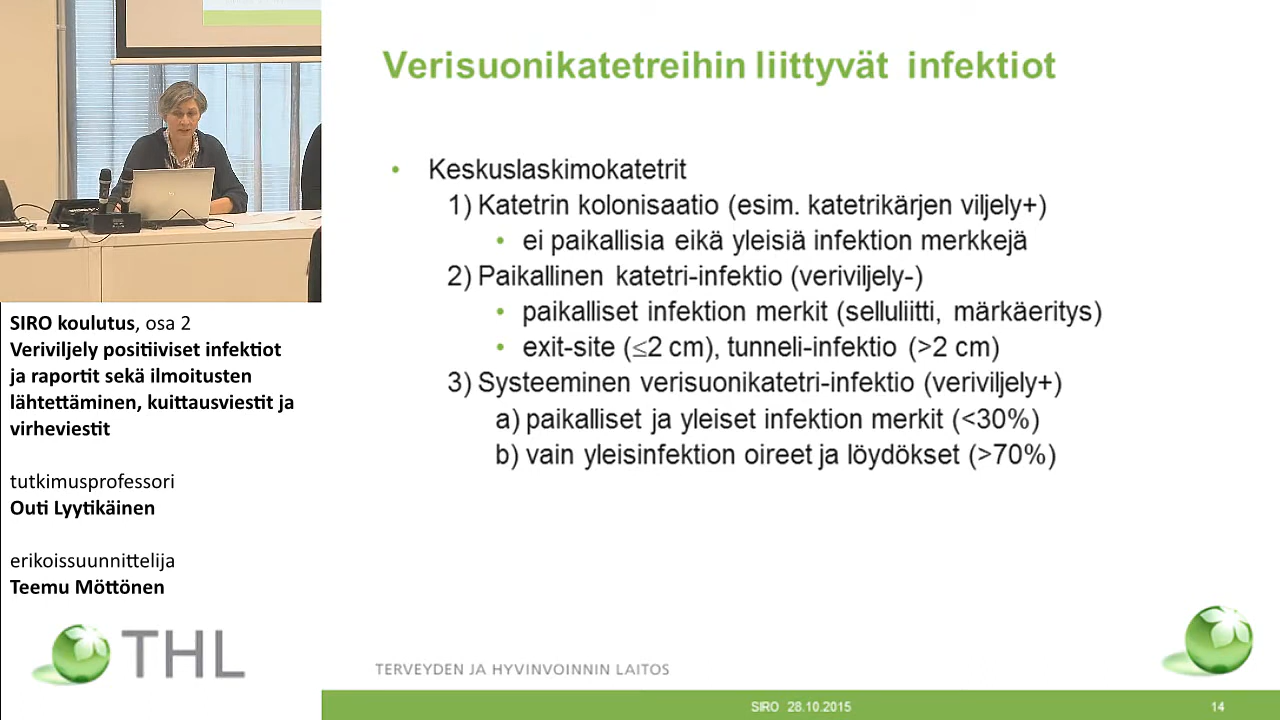 SIRO koulutus, osa 2
Veriviljely positiiviset infektiot
ja raportit sekä ilmoitusten
lähtettäminen, kuittausviestit ja
virheviestit
tutkimusprofessori
Outi Lyytikäinen
erikoissuunnittelija
Teemu Möttönen
THL
Verisuonikatetreihin liittyvät infektiot
• Keskuslaskimokatetrit
1) Katetrin kolonisaatio (esim. katetrikärjen viljely+)
• ei paikallisia eikä yleisiä infektion merkkejä
2) Paikallinen katetri-infektio (veriviljely-)
• paikalliset infektion merkit (selluliitti, märkäeritys)
• exit-site (≤2 cm), tunneli-infektio (>2 cm)
3) Systeeminen verisuonikatetri-infektio (veriviljely+)
a) paikalliset ja yleiset infektion merkit (<30%)
b) vain yleisinfektion oireet ja löydökset (>70%)
TERVEYDEN JA HYVINVOINNIN LAITOS
SIRO 28.10.2015
14